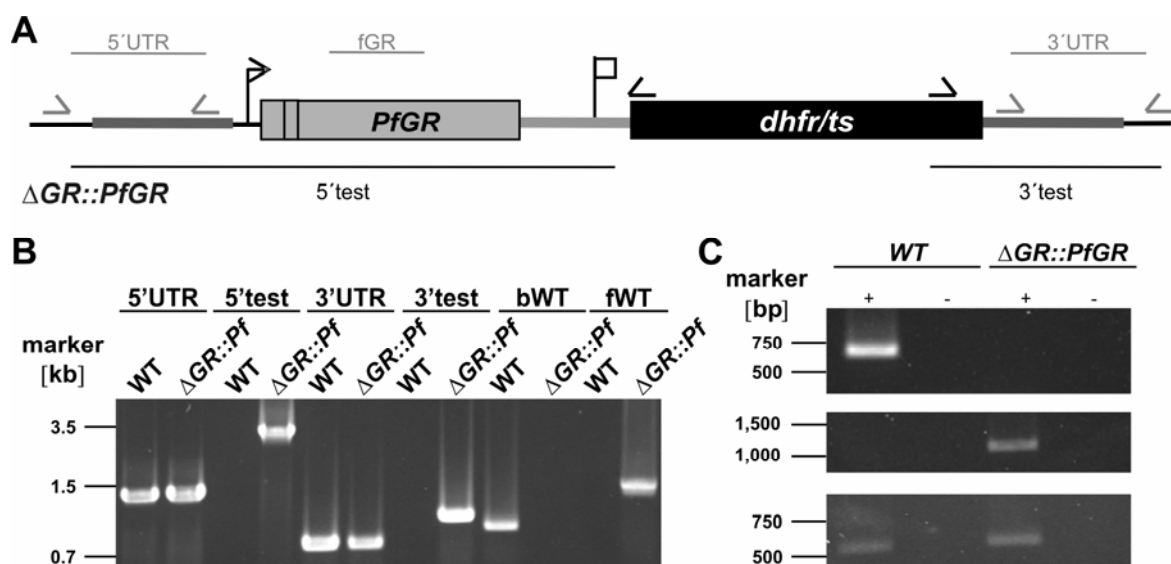 A
5´UTR
fGR
3´UTR
PfGR
dhfr/ts
5´test
3´test
ΔGR::PfGR
B
5’UTR 5’test 3’UTR 3’test bWT fWT
marker
[kb]
WT ΔGR::Pf WT ΔGR::Pf WT ΔGR::Pf WT ΔGR::Pf WT ΔGR::Pf WT ΔGR::Pf
3.5
1.5
0.7
C
WT ΔGR::PfGR
marker
[bp]
+ - + -
750
500
1,500
1,000
750
500